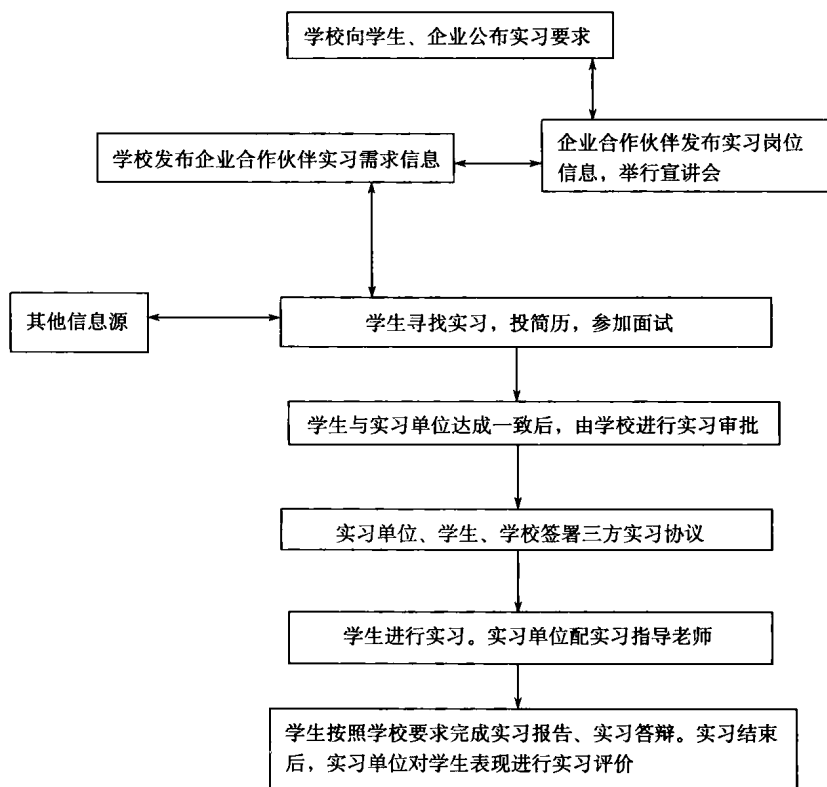 学校向学生、企业公布实习要求
学校发布企业合作伙伴实习需求信息
企业合作伙伴发布实习岗位
信息，举行宣讲会
其他信息源
学生寻找实习，投简历，参加面试
学生与实习单位达成一致后，由学校进行实习审批
实习单位、学生、学校签署三方实习协议
学生进行实习。实习单位配实习指导老师
学生按照学校要求完成实习报告、实习答辩。实习结束
后，实习单位对学生表现进行实习评价